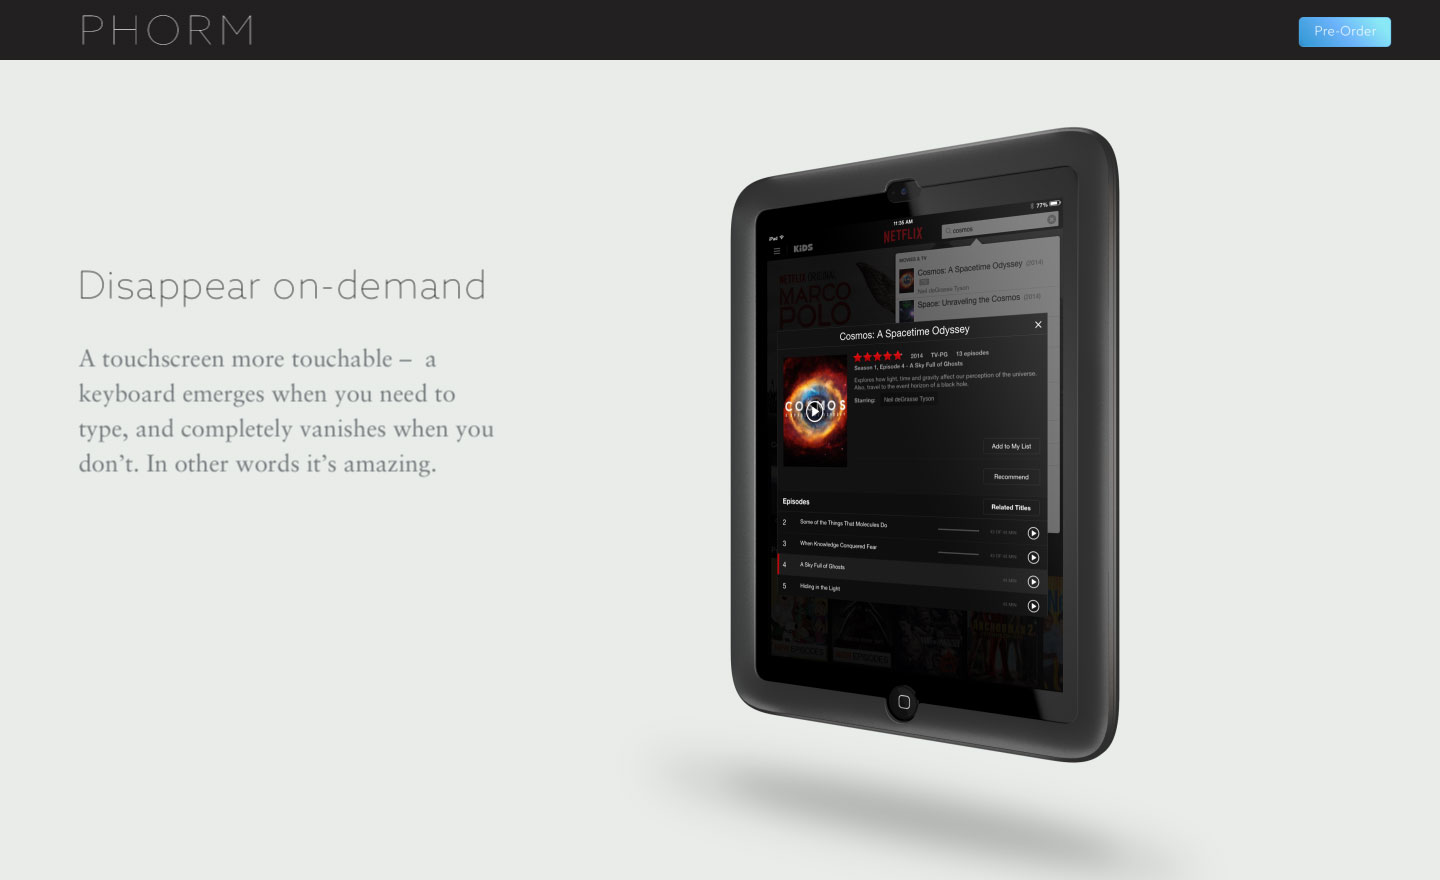 PHORM
Pre-Order
Disappear on-demand
A touchscreen more touchable – a
keyboard emerges when you need to
type, and completely vanishes when you
don't. In other words it's amazing.
iPad
11:35 AM
77%
KiDS
NETFLIX
cosmos
MOVIES & TV
Cosmos: A Spacetime Odyssey (2014)
Neil deGrasse Tyson
Space: Unraveling the Cosmos (2014)
NETFLIX ORIGINAL
MARCO
POLO
Cosmos: A Spacetime Odyssey
2014 TV-PG 13 episodes
Season 1, Episode 4 - A Sky Full of Ghosts
Explores how light, time and gravity affect our perception of the universe.
Also, travel to the event horizon of a black hole.
Starring: Neil deGrasse Tyson
COSMOS
Add to My List
Recommend
Episodes
Related Titles
2 Some of the Things That Molecules Do
3 When Knowledge Conquered Fear
4 A Sky Full of Ghosts
5 Hiding in the Light
NEW EPISODES
EPISODES